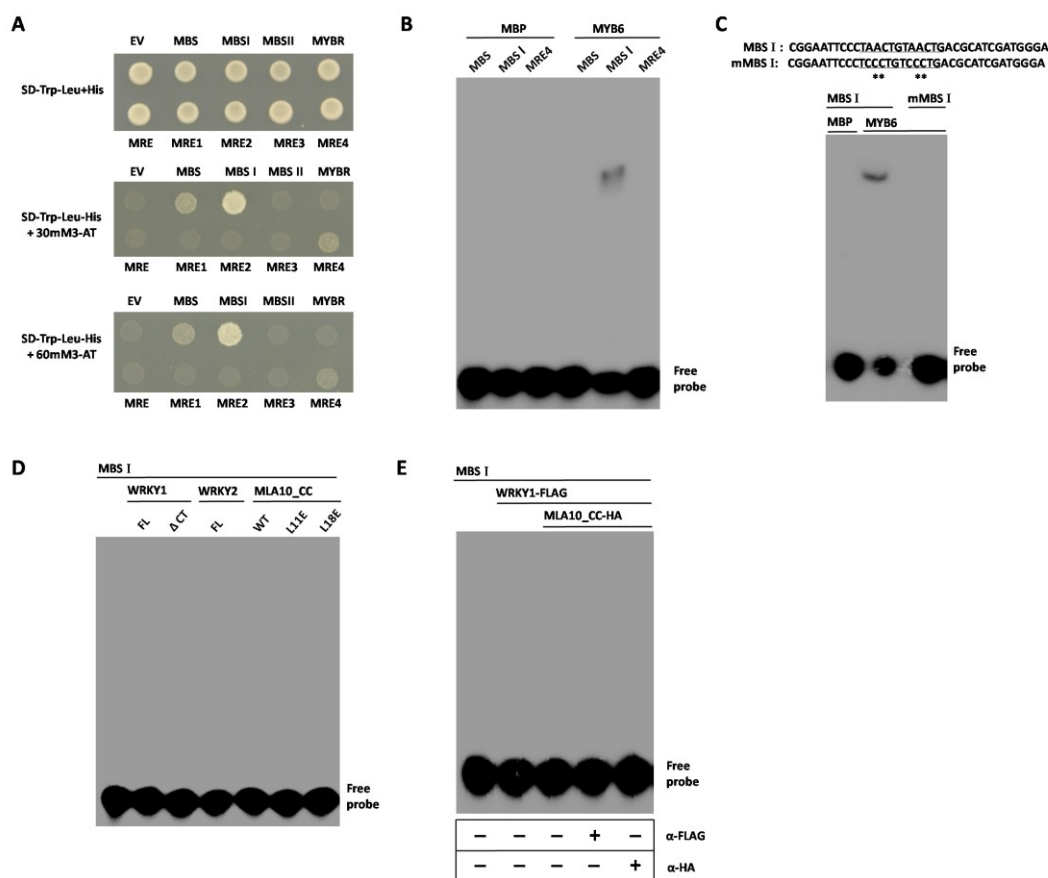 A
EV MBS MBSI MBSII MYBR
SD-Trp-Leu+His
MRE MRE1 MRE2 MRE3 MRE4
EV MBS MBS I MBS II MYBR
SD-Trp-Leu-His
+ 30mM3-AT
MRE MRE1 MRE2 MRE3 MRE4
EV MBS MBSI MBSII MYBR
SD-Trp-Leu-His
+ 60mM3-AT
MRE MRE1 MRE2 MRE3 MRE4
B
MBP MYB6
MBS MBS I MRE4 MBS MBS I MRE4
Free
probe
C
MBS I : CGGAATTCCCTAACTGTAACTGACGCATCGATGGGA
mMBS I : CGGAATTCCCTCCCTGTCCCTGACGCATCGATGGGA
** **
MBS I mMBS I
MBP MYB6
Free
probe
D
MBS I
WRKY1 WRKY2 MLA10_CC
FL Δ CT FL WT L11E L18E
Free
probe
E
MBS I
WRKY1-FLAG
MLA10_CC-HA
Free
probe
− − − + − α-FLAG
− − − − + α-HA